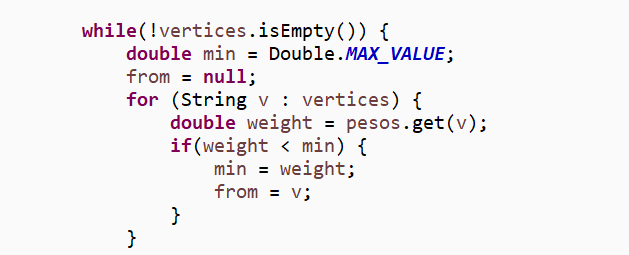 while(!vertices.isEmpty()) {
    double min = Double.MAX_VALUE;
    from = null;
    for (String v : vertices) {
        double weight = pesos.get(v);
        if(weight < min) {
            min = weight;
            from = v;
        }
    }